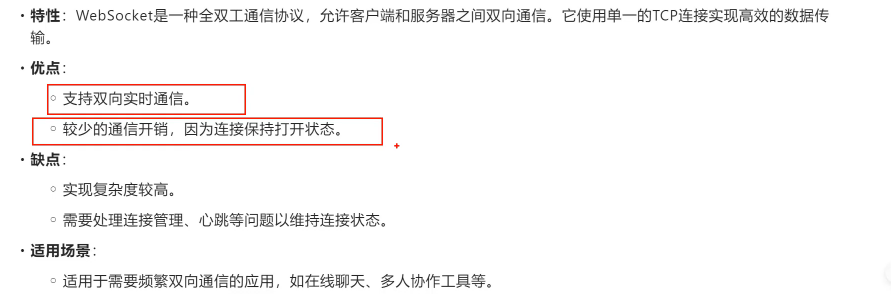 • 特性：WebSocket是一种全双工通信协议，允许客户端和服务器之间双向通信。它使用单一的TCP连接实现高效的数据传
输。
• 优点：
○ 支持双向实时通信。
○ 较少的通信开销，因为连接保持打开状态。
• 缺点：
○ 实现复杂度较高。
○ 需要处理连接管理、心跳等问题以维持连接状态。
• 适用场景：
○ 适用于需要频繁双向通信的应用，如在线聊天、多人协作工具等。